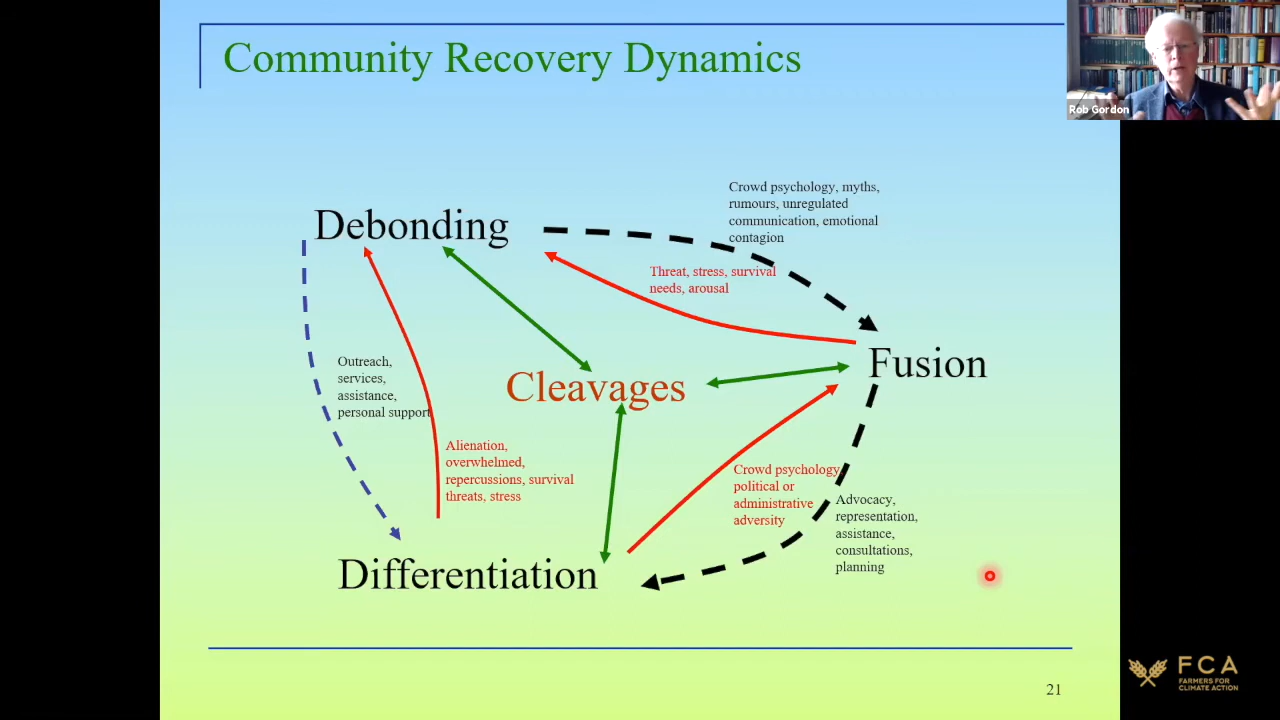 Community Recovery Dynamics
Rob Gordon
Crowd psychology, myths,
rumours, unregulated
communication, emotional
contagion
Debonding
Threat, stress, survival
needs, arousal
Fusion
Outreach,
services,
assistance,
personal support
Cleavages
Alienation,
overwhelmed,
repercussions, survival
threats, stress
Crowd psychology,
political or
administrative
adversity
Advocacy,
representation,
assistance,
consultations,
planning
Differentiation
21
FCA
FARMERS FOR
CLIMATE ACTION